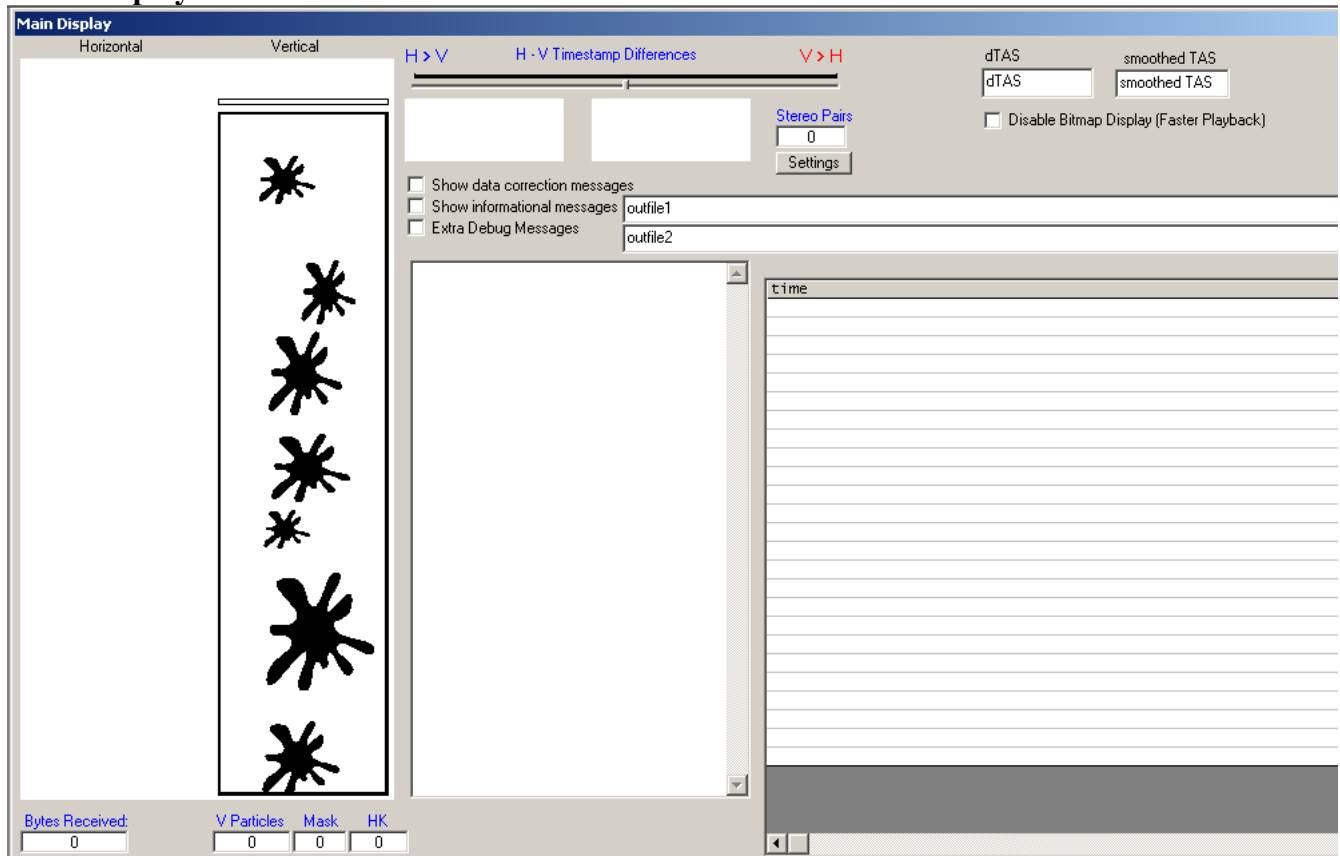 Main Display
Horizontal
Vertical
H > V
H - V Timestamp Differences
V > H
dTAS
smoothed TAS
dTAS
smoothed TAS
Stereo Pairs
0
Settings
Disable Bitmap Display (Faster Playback)
Show data correction messages
Show informational messages
outfile1
Extra Debug Messages
outfile2
time
Bytes Received:
0
V Particles
Mask
HK
0
0
0